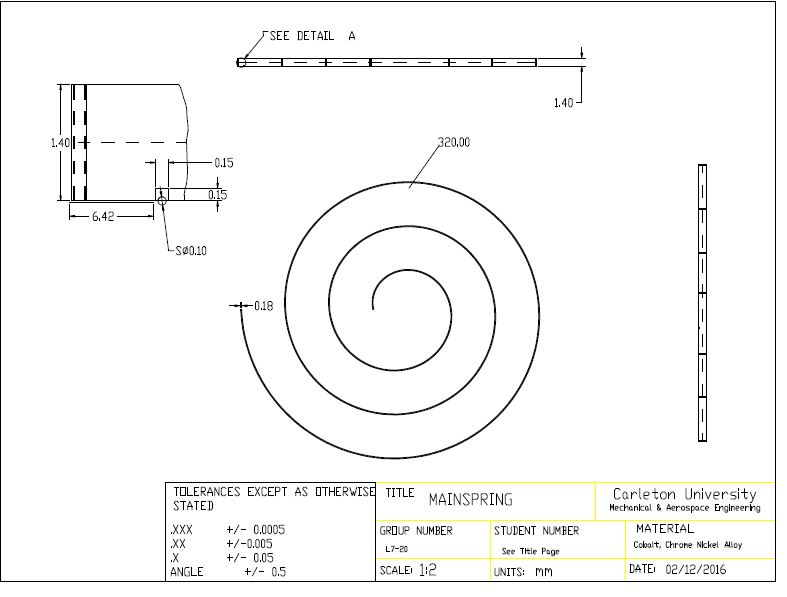 SEE DETAIL A
1.40
1.40
0.15
0.15
6.42
SØ0.10
320.00
0.18
TOLERANCES EXCEPT AS OTHERWISE
STATED
.XXX +/- 0.0005
.XX +/-0.005
.X +/- 0.05
ANGLE +/- 0.5
TITLE MAINSPRING
Carleton University
Mechanical & Aerospace Engineering
GROUP NUMBER
L7-20
STUDENT NUMBER
See Title Page
MATERIAL
Cobalt, Chrome Nickel Alloy
SCALE: 1:2
UNITS: MM
DATE: 02/12/2016